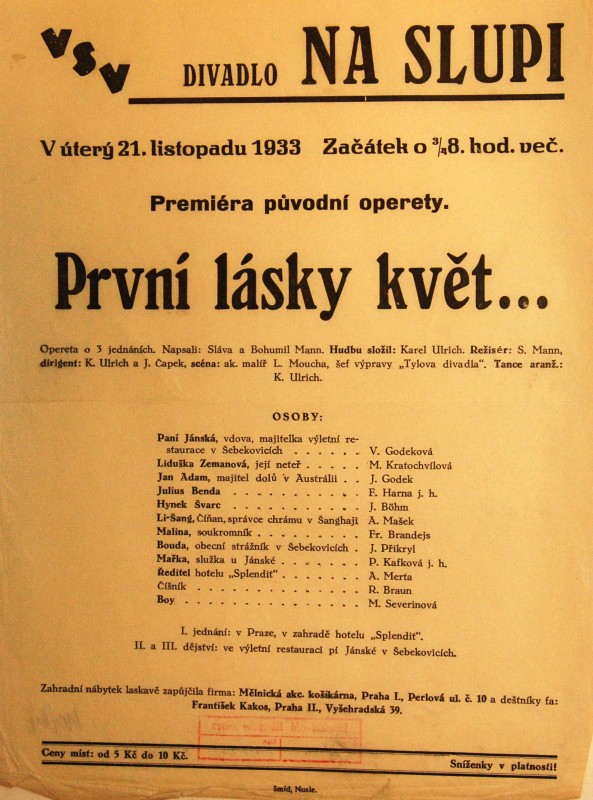 VSV DIVADLO NA SLUPI
V úterý 21. listopadu 1933 Začátek o ¾8. hod. več.
Premiéra původní operety.
První lásky květ...
Opereta o 3 jednáních. Napsali: Sláva a Bohumil Mann. Hudbu složil: Karel Ulrich. Režisér: S. Mann,
dirigent: K. Ulrich a J. Čapek, scéna: ak. malíř L. Moucha, šéf výpravy „Tylova divadla“. Tance aranž.:
K. Ulrich.
OSOBY:
Paní Jánská, vdova, majitelka výletní re-
staurace v Šebekovicích . . . . . . V. Godeková
Liduška Zemanová, její neteř . . . . . M. Kratochvílová
Jan Adam, majitel dolů v Austrálii . . J. Godek
Julius Benda . . . . . . . . . . F. Harna j. h.
Hynek Švarc . . . . . . . . . . J. Böhm
Li-Šang, Číňan, správce chrámu v Šanghaji A. Mašek
Malina, soukromník . . . . . . . . Fr. Brandejs
Bouda, obecní strážník v Šebekovicích . J. Přikryl
Mařka, služka u Jánské . . . . . . P. Kafková j. h.
Ředitel hotelu „Splendit“ . . . . . . . A. Merta
Číšník . . . . . . . . . . . . R. Braun
Boy . . . . . . . . . . . . . M. Severinová
I. jednání: v Praze, v zahradě hotelu „Splendit“.
II. a III. dějství: ve výletní restauraci pí Jánské v Šebekovicích.
Zahradní nábytek laskavě zapůjčila firma: Mělnická akc. košikárna, Praha I., Perlová ul. č. 10 a deštníky fa:
František Kakos, Praha II., Vyšehradská 39.
Ceny míst: od 5 Kč do 10 Kč. Sníženky v platnosti!
Šmíd, Nusle.